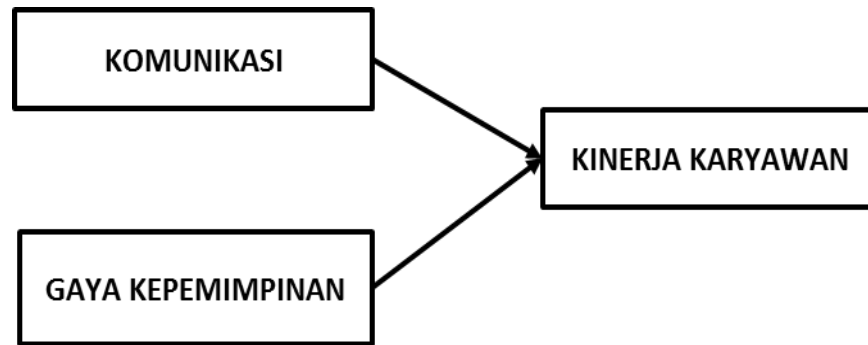 KOMUNIKASI
KINERJA KARYAWAN
GAYA KEPEMIMPINAN